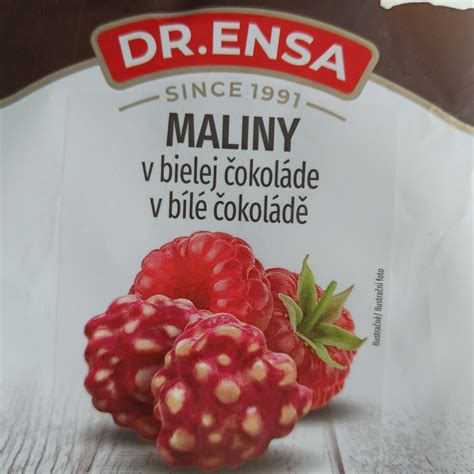 DR.ENSA
SINCE 1991
MALINY
v bielej čokoláde
v bílé čokoládě
Ilustračné/ Ilustrační foto